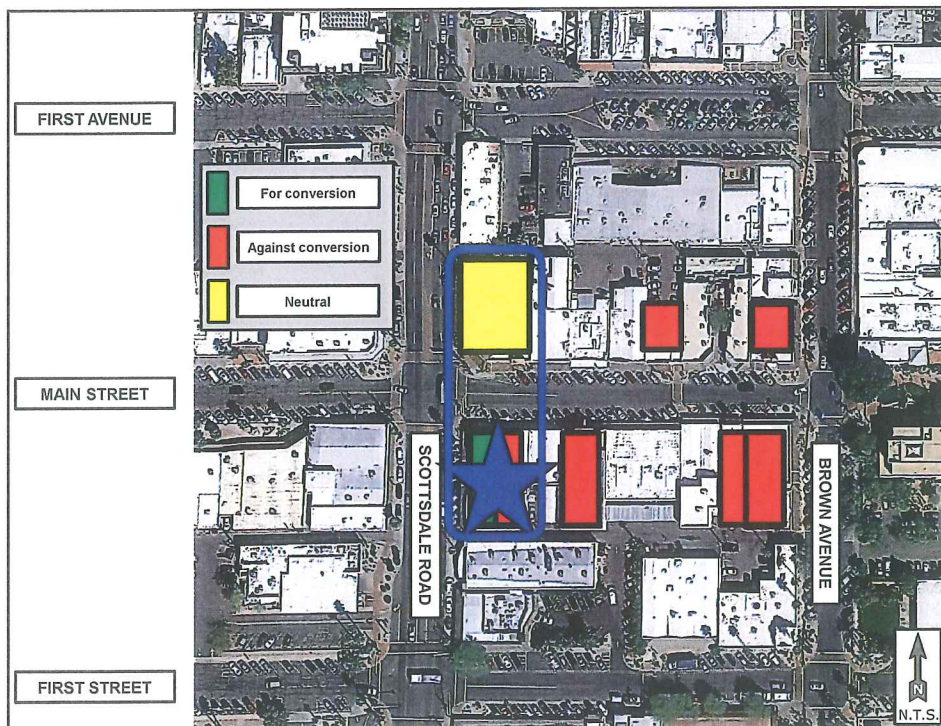 FIRST AVENUE
For conversion
Against conversion
Neutral
MAIN STREET
SCOTTSDALE ROAD
BROWN AVENUE
FIRST STREET
N
N.T.S.